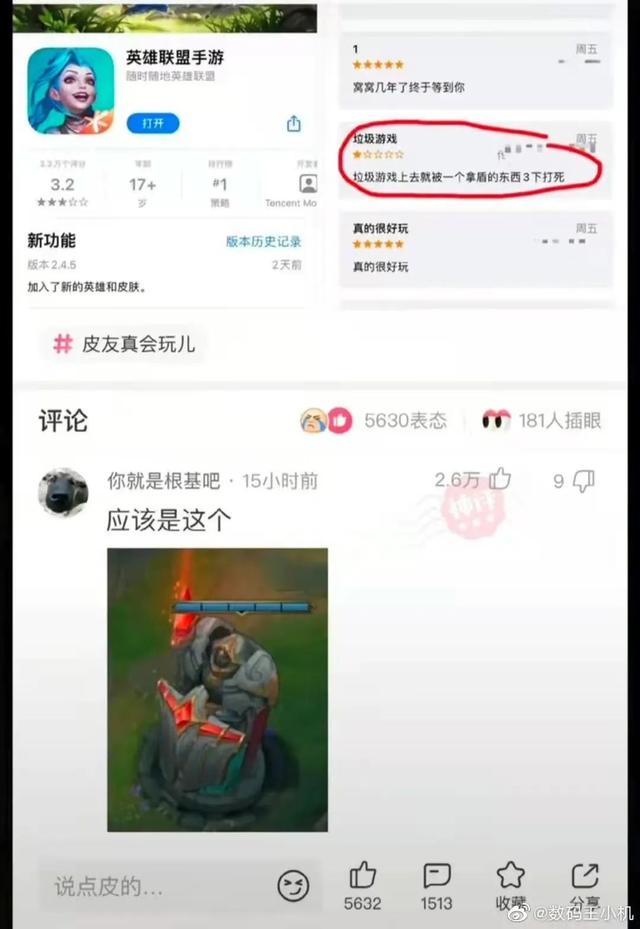 英雄联盟手游
随时随地英雄联盟
打开
3.3万个评分
年龄
排行榜
开发者
3.2
17+
#1
岁
策略
Tencent Mo
新功能
版本历史记录
版本 2.4.5
2天前
加入了新的英雄和皮肤。
1
周五
窝窝几年了终于等到你
垃圾游戏
周五
垃圾游戏上去就被一个拿盾的东西3下打死
真的很好玩
周五
真的很好玩
# 皮友真会玩儿
评论
5630表态
181人插眼
你就是根基吧 · 15小时前
2.6万
9
神评
应该是这个
说点皮的...
5632
1513
收藏
分享
@数码王小机